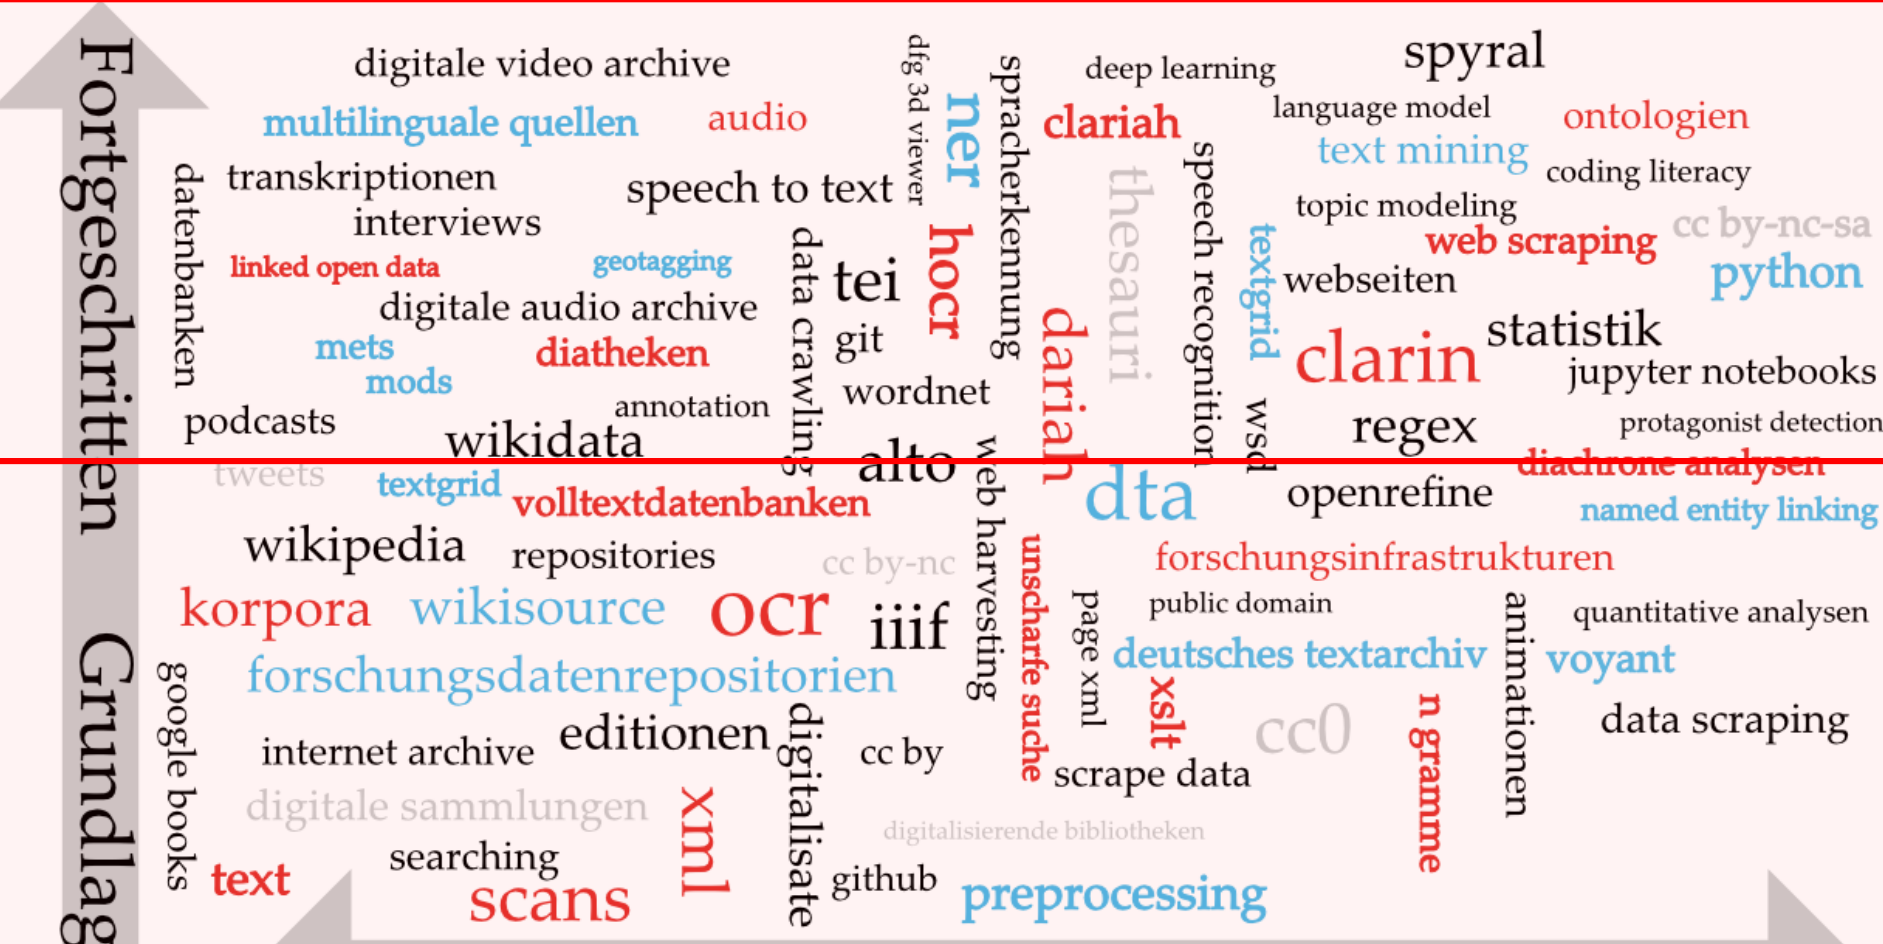 Fortgeschritten
Grundlag
digitale video archive
multilinguale quellen
audio
datenbanken
transkriptionen
speech to text
interviews
linked open data
geotagging
digitale audio archive
mets
diatheken
mods
podcasts
annotation
wikidata
data crawling
dfg 3d viewer
ner
spracherkennung
tei
hocr
git
wordnet
alto
deep learning
spyral
clariah
language model
ontologien
text mining
thesauri
speech recognition
coding literacy
topic modeling
cc by-nc-sa
web scraping
textgrid
webseiten
python
dariah
clarin
statistik
jupyter notebooks
wsd
regex
protagonist detection
diachrone analysen
tweets
textgrid
volltextdatenbanken
web harvesting
dta
openrefine
named entity linking
wikipedia
repositories
cc by-nc
unscharfe suche
forschungsinfrastrukturen
korpora
wikisource
ocr
iiif
page xml
public domain
animationen
quantitative analysen
forschungsdatenrepositorien
deutsches textarchiv
voyant
google books
xslt
n gramme
internet archive
editionen
digitalisate
cc by
cc0
data scraping
scrape data
digitale sammlungen
xml
digitalisierende bibliotheken
searching
text
scans
github
preprocessing